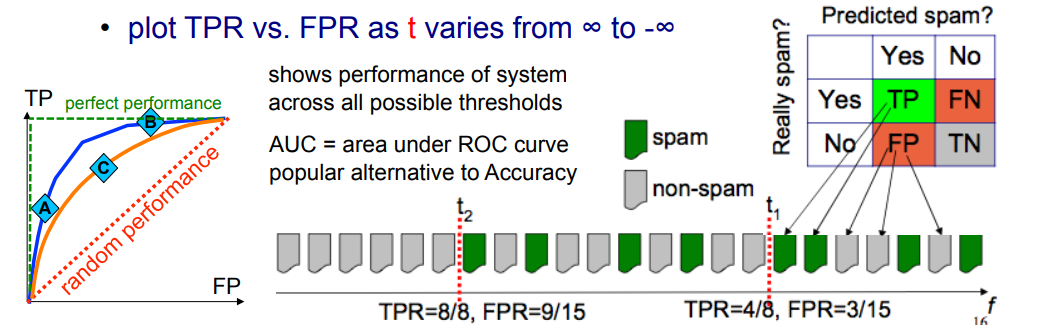 • plot TPR vs. FPR as t varies from ∞ to -∞
Predicted spam?
Really spam?
Yes No
Yes TP FN
No FP TN
TP perfect performance
B
C
A
random performance
FP
shows performance of system
across all possible thresholds
AUC = area under ROC curve
popular alternative to Accuracy
spam
non-spam
t₂
t₁
TPR=8/8, FPR=9/15
TPR=4/8, FPR=3/15
f
16